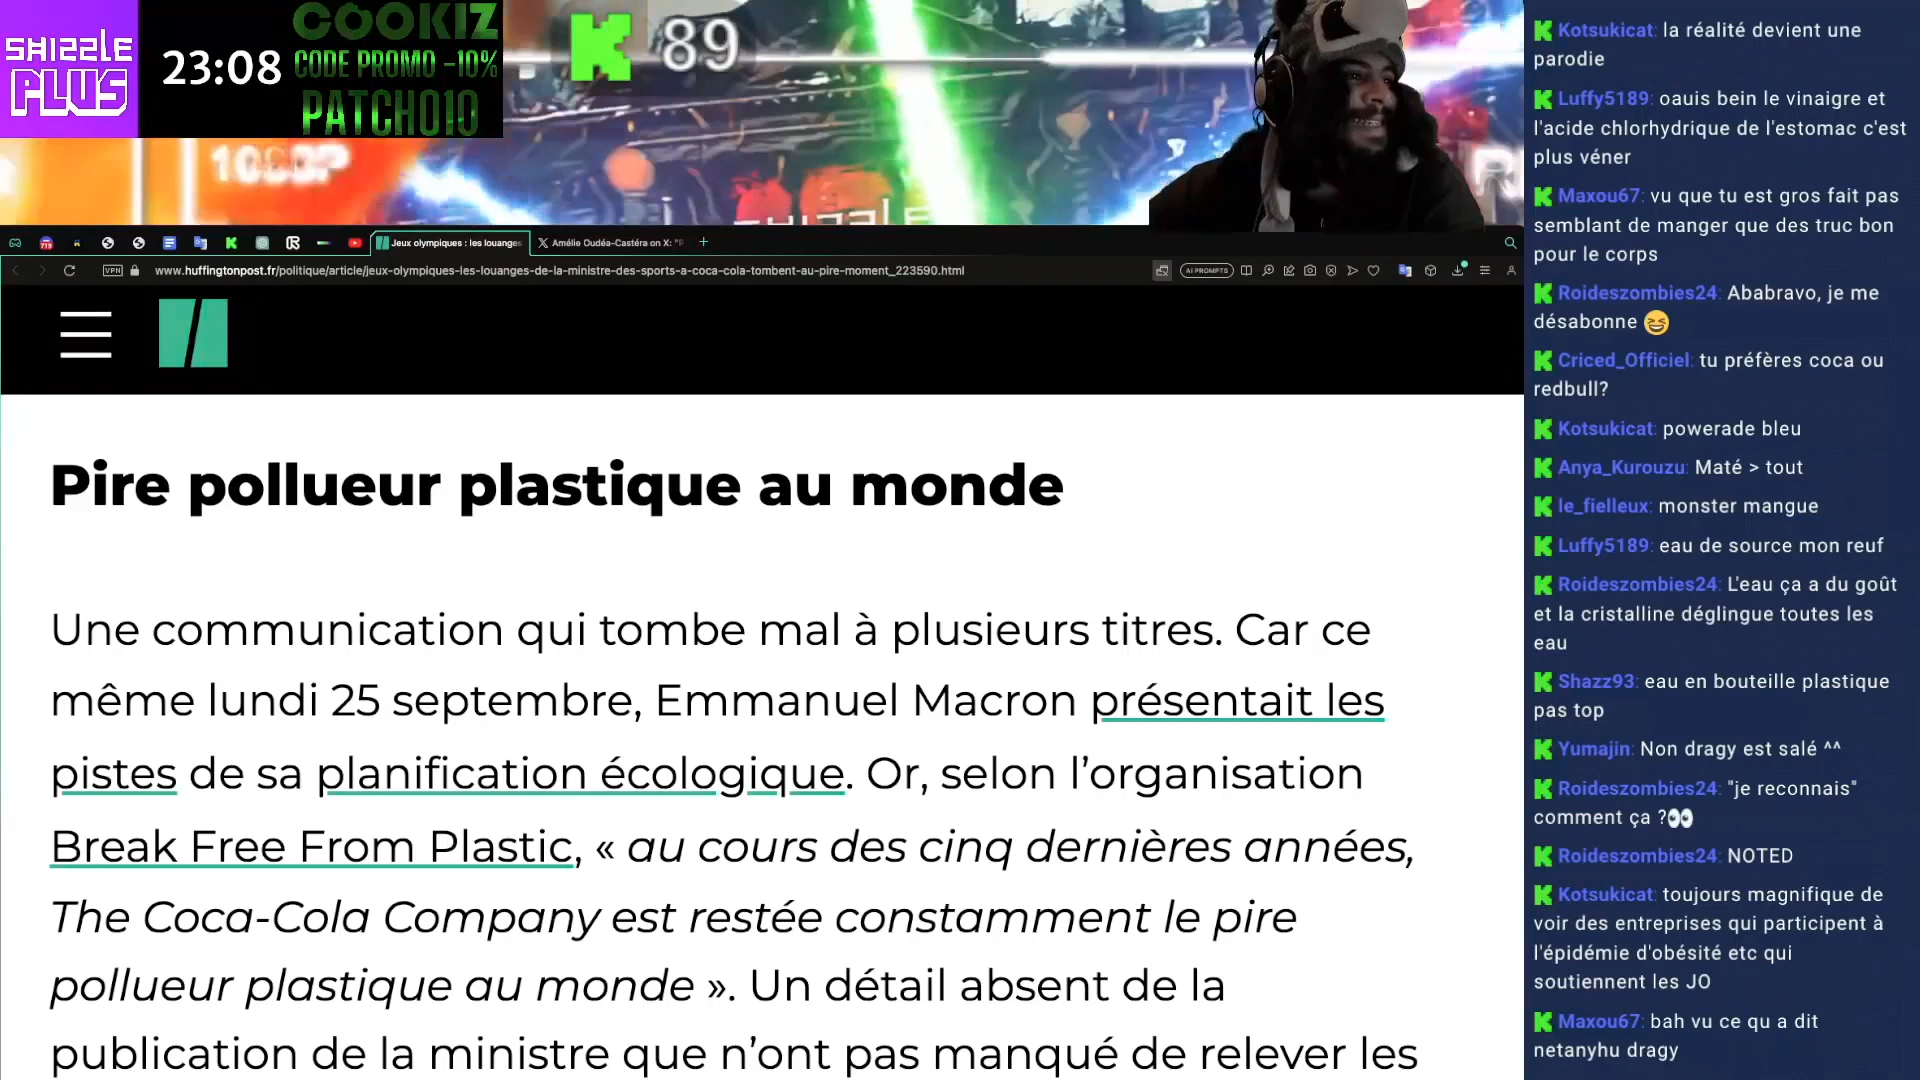 SHIZZLE
PLUS
23:08
COOKIZ
CODE PROMO -10%
PATCHO10
89
1080P
SHIZZLE
719
Jeux olympiques : les louanges
Amélie Oudéa-Castéra on X: "P
VPN
www.huffingtonpost.fr/politique/article/jeux-olympiques-les-louanges-de-la-ministre-des-sports-a-coca-cola-tombent-au-pire-moment_223590.html
AI PROMPTS
Pire pollueur plastique au monde
Une communication qui tombe mal à plusieurs titres. Car ce
même lundi 25 septembre, Emmanuel Macron présentait les
pistes de sa planification écologique. Or, selon l’organisation
Break Free From Plastic, « au cours des cinq dernières années,
The Coca-Cola Company est restée constamment le pire
pollueur plastique au monde ». Un détail absent de la
publication de la ministre que n’ont pas manqué de relever les
Kotsukicat: la réalité devient une
parodie
Luffy5189: oauis bein le vinaigre et
l'acide chlorhydrique de l'estomac c'est
plus véner
Maxou67: vu que tu est gros fait pas
semblant de manger que des truc bon
pour le corps
Roideszombies24: Ababravo, je me
désabonne 😆
Criced_Officiel: tu préfères coca ou
redbull?
Kotsukicat: powerade bleu
Anya_Kurouzu: Maté > tout
le_fielleux: monster mangue
Luffy5189: eau de source mon reuf
Roideszombies24: L'eau ça a du goût
et la cristalline déglingue toutes les
eau
Shazz93: eau en bouteille plastique
pas top
Yumajin: Non dragy est salé ^^
Roideszombies24: "je reconnais"
comment ça ?👀
Roideszombies24: NOTED
Kotsukicat: toujours magnifique de
voir des entreprises qui participent à
l'épidémie d'obésité etc qui
soutiennent les JO
Maxou67: bah vu ce qu a dit
netanyhu dragy